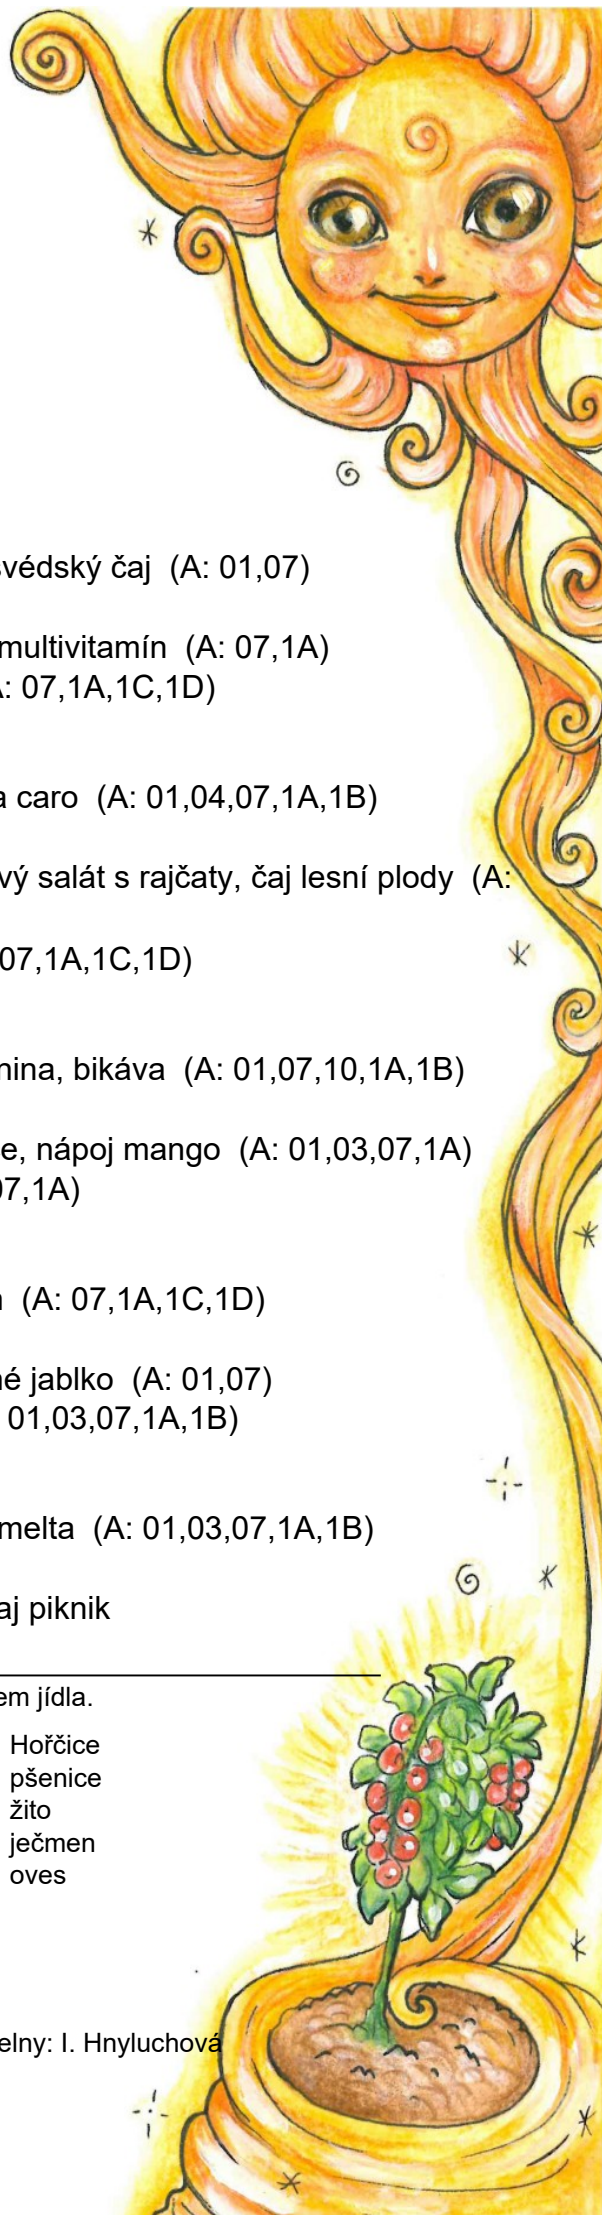 švédský čaj (A: 01,07)
multivitamín (A: 07,1A)
A: 07,1A,1C,1D)
a caro (A: 01,04,07,1A,1B)
vý salát s rajčaty, čaj lesní plody (A:
07,1A,1C,1D)
nina, bikáva (A: 01,07,10,1A,1B)
e, nápoj mango (A: 01,03,07,1A)
07,1A)
(A: 07,1A,1C,1D)
né jablko (A: 01,07)
01,03,07,1A,1B)
melta (A: 01,03,07,1A,1B)
aj piknik
em jídla.
Hořčice
pšenice
žito
ječmen
oves
elny: I. Hnyluchová